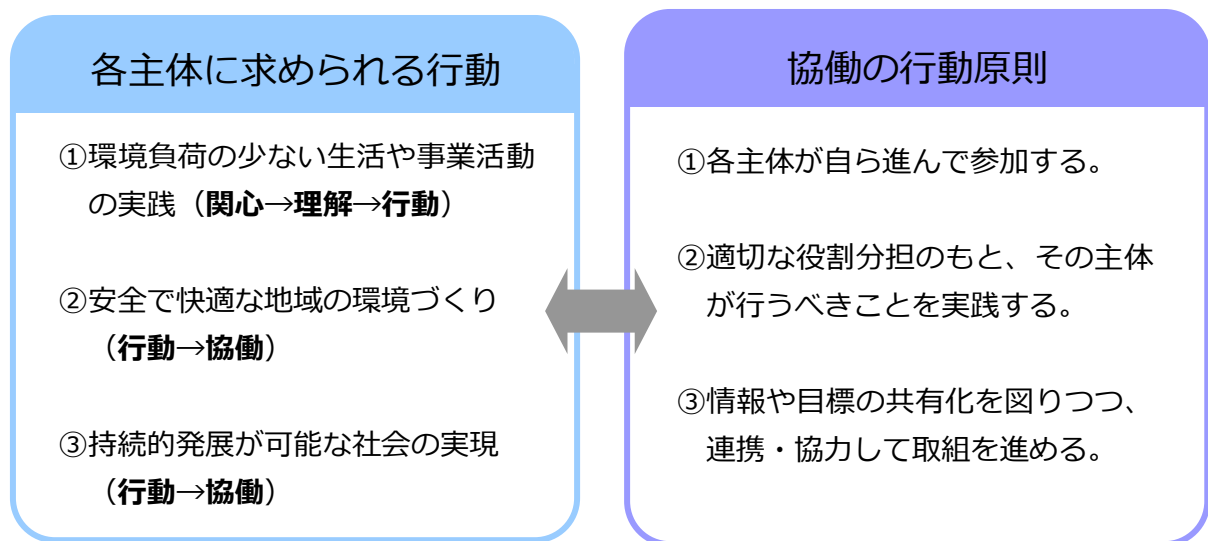 各主体に求められる行動
①環境負荷の少ない生活や事業活動
の実践（関心→理解→行動）
②安全で快適な地域の環境づくり
（行動→協働）
③持続的発展が可能な社会の実現
（行動→協働）
協働の行動原則
①各主体が自ら進んで参加する。
②適切な役割分担のもと、その主体
が行うべきことを実践する。
③情報や目標の共有化を図りつつ、
連携・協力して取組を進める。